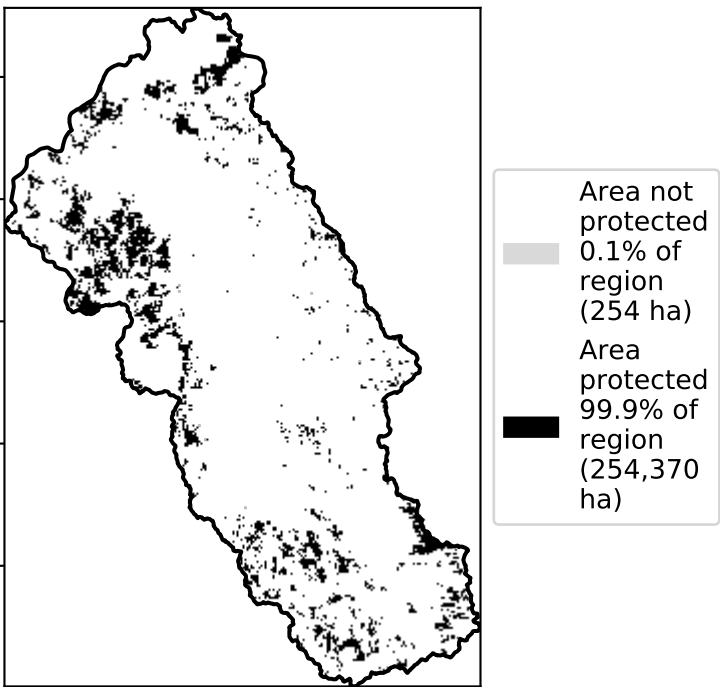 Area not
protected
0.1% of
region
(254 ha)
Area
protected
99.9% of
region
(254,370
ha)